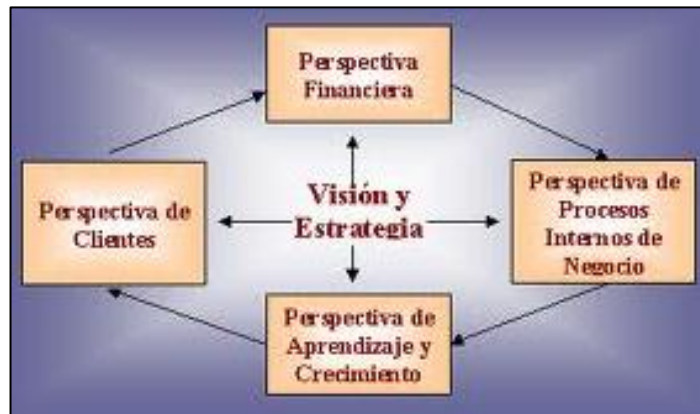 Perspectiva
Financiera
Perspectiva de
Clientes
Visión y
Estrategia
Perspectiva de
Procesos
Internos de
Negocio
Perspectiva de
Aprendizaje y
Crecimiento